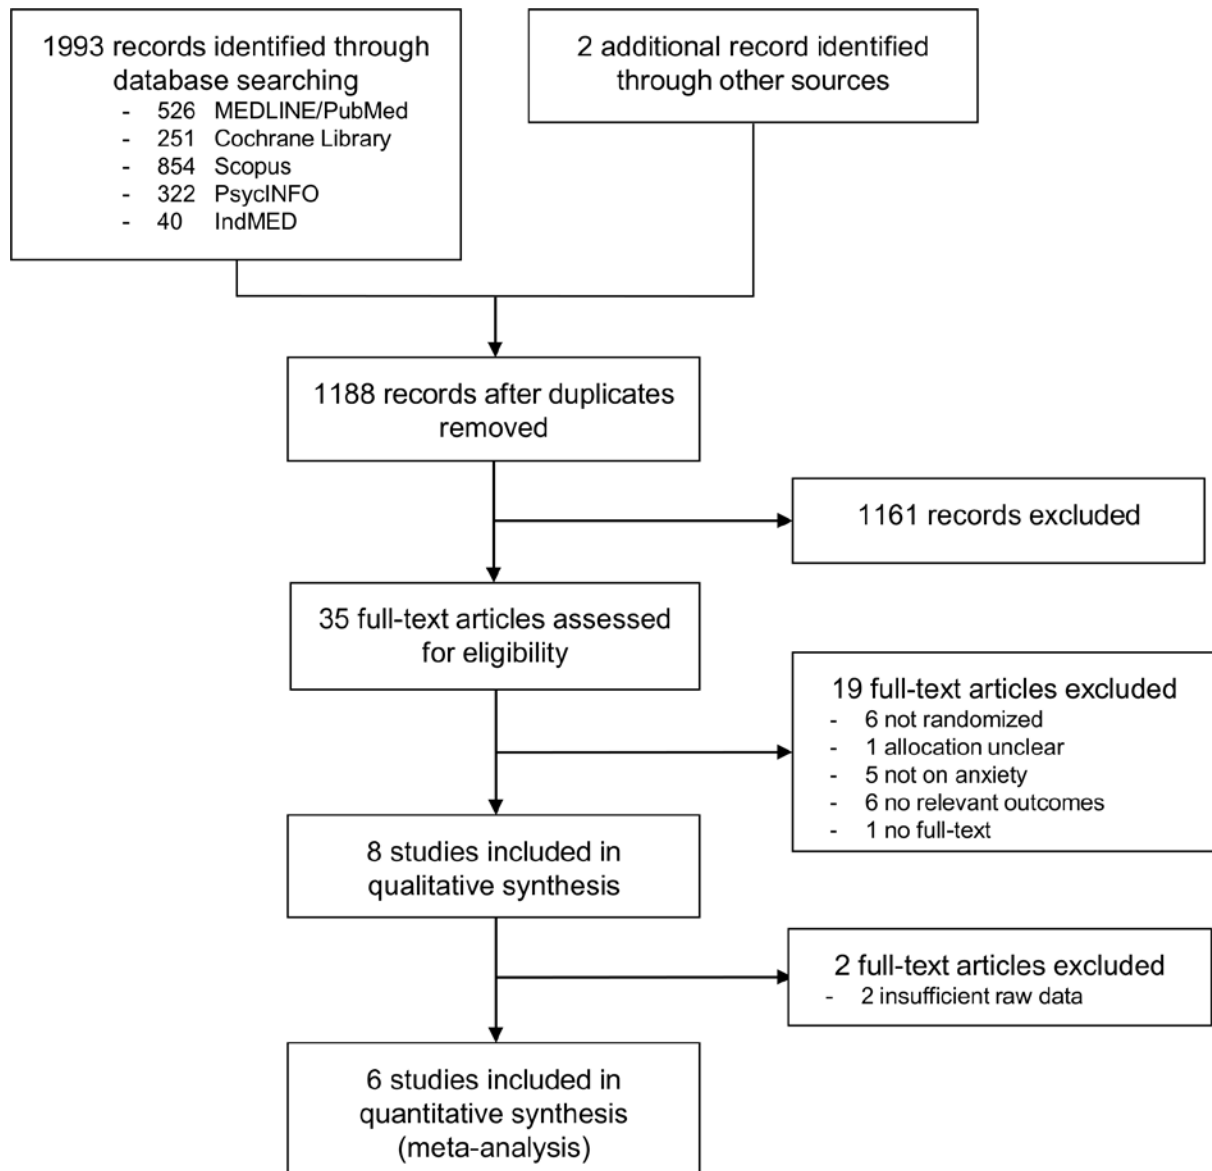 1993 records identified through
database searching
- 526 MEDLINE/PubMed
- 251 Cochrane Library
- 854 Scopus
- 322 PsycINFO
- 40 IndMED
2 additional record identified
through other sources
1188 records after duplicates
removed
1161 records excluded
35 full-text articles assessed
for eligibility
19 full-text articles excluded
- 6 not randomized
- 1 allocation unclear
- 5 not on anxiety
- 6 no relevant outcomes
- 1 no full-text
8 studies included in
qualitative synthesis
2 full-text articles excluded
- 2 insufficient raw data
6 studies included in
quantitative synthesis
(meta-analysis)